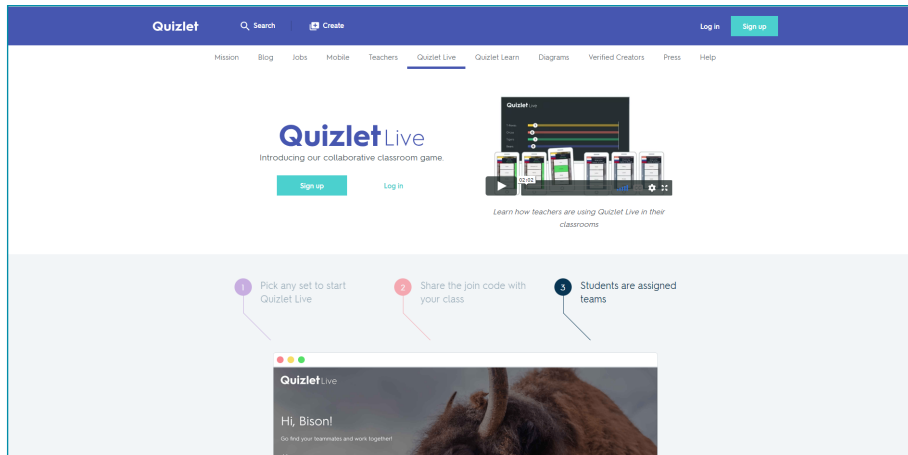 Quizlet
Search
Create
Log in
Sign up
Mission Blog Jobs Mobile Teachers Quizlet Live Quizlet Learn Diagrams Verified Creators Press Help
Quizlet Live
Introducing our collaborative classroom game.
Sign up
Log in
Quizlet Live
02:02
Learn how teachers are using Quizlet Live in their
classrooms
1 Pick any set to start
Quizlet Live
2 Share the join code with
your class
3 Students are assigned
teams
Quizlet Live
Hi, Bison!
Go find your teammates and work together!